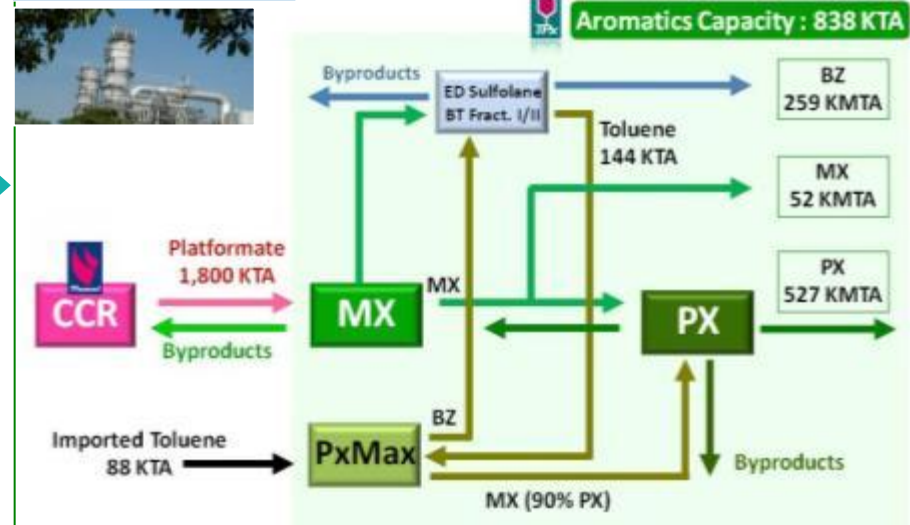 TPx
Aromatics Capacity : 838 KTA
Byproducts
ED Sulfolane
BT Fract. I/II
BZ
259 KMTA
Toluene
144 KTA
MX
52 KMTA
Platformate
1,800 KTA
CCR
MX
MX
PX
527 KMTA
PX
Byproducts
BZ
Imported Toluene
88 KTA
PxMax
Byproducts
MX (90% PX)